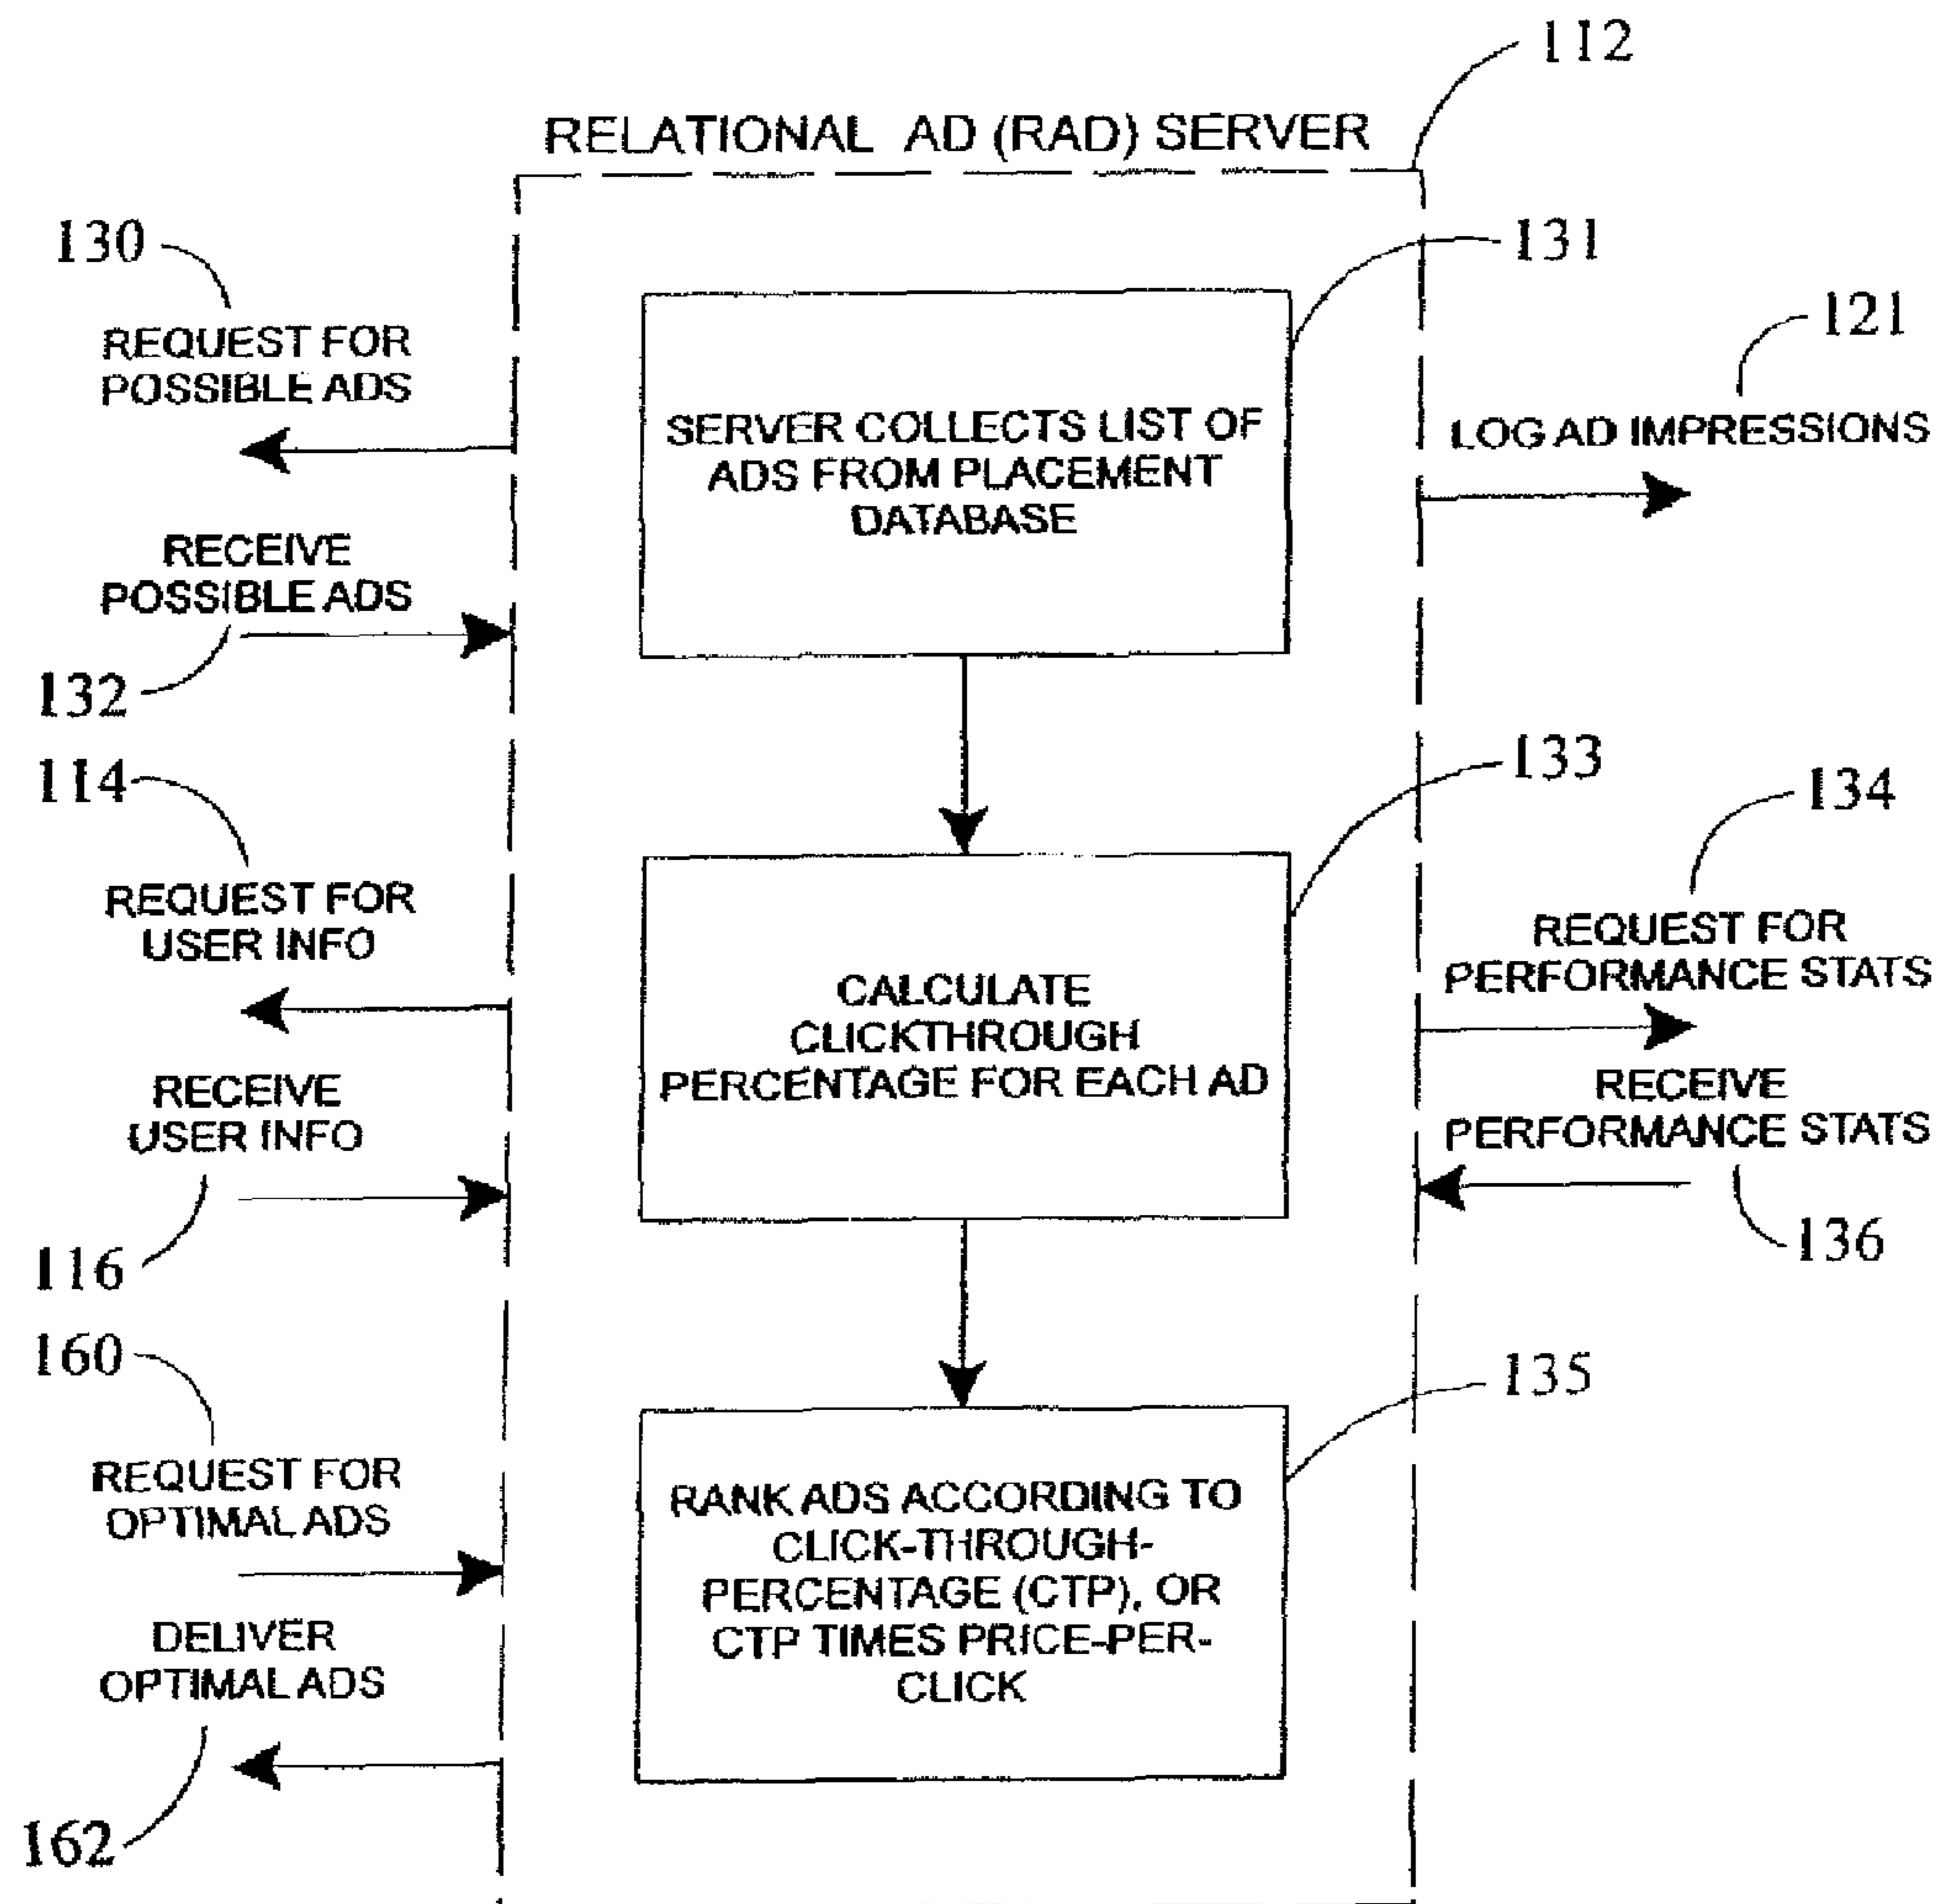 112
RELATIONAL AD (RAD) SERVER
130
131
REQUEST FOR
POSSIBLE ADS
121
LOG AD IMPRESSIONS
SERVER COLLECTS LIST OF
ADS FROM PLACEMENT
DATABASE
RECEIVE
POSSIBLE ADS
132
114
133
134
REQUEST FOR
USER INFO
REQUEST FOR
PERFORMANCE STATS
CALCULATE
CLICKTHROUGH
PERCENTAGE FOR EACH AD
RECEIVE
USER INFO
RECEIVE
PERFORMANCE STATS
116
136
160
135
REQUEST FOR
OPTIMAL ADS
RANK ADS ACCORDING TO
CLICK-THROUGH-
PERCENTAGE (CTP), OR
CTP TIMES PRICE-PER-
CLICK
DELIVER
OPTIMAL ADS
162